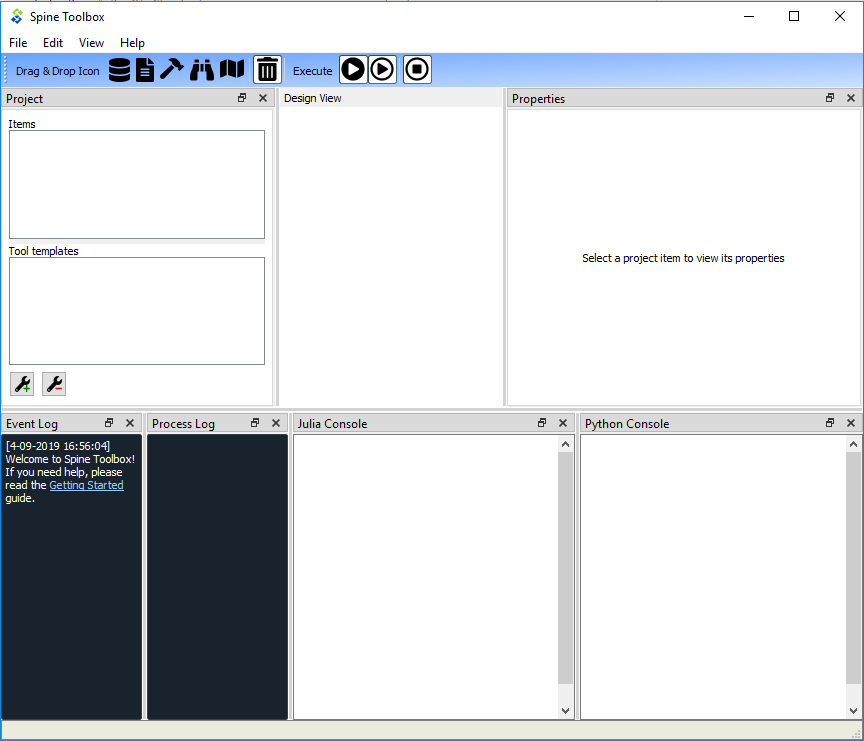 Spine Toolbox
File Edit View Help
Drag & Drop Icon Execute
Project
Design View
Properties
Items
Tool templates
Select a project item to view its properties
Event Log
Process Log
Julia Console
Python Console
[4-09-2019 16:56:04]
Welcome to Spine Toolbox!
If you need help, please
read the Getting Started
guide.